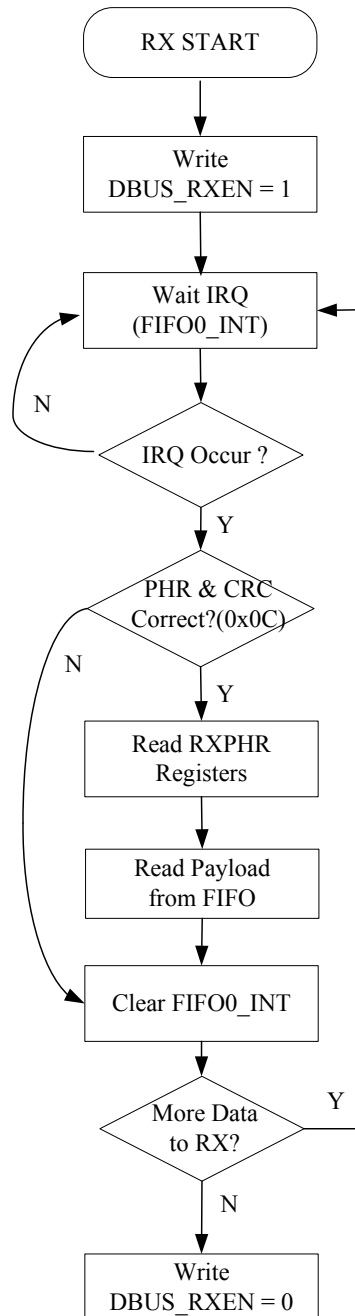 RX START
Write
DBUS_RXEN = 1
Wait IRQ
(FIFO0_INT)
N
IRQ Occur ?
Y
PHR & CRC
Correct?(0x0C)
N
Y
Read RXPHR
Registers
Read Payload
from FIFO
Clear FIFO0_INT
More Data
to RX?
Y
N
Write
DBUS_RXEN = 0